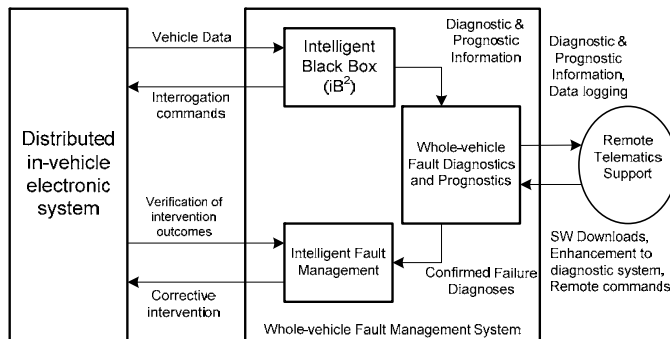 Distributed
in-vehicle
electronic
system
Vehicle Data
Interrogation
commands
Verification of
intervention
outcomes
Corrective
intervention
Intelligent
Black Box
(iB²)
Diagnostic
& Prognostic
Information
Whole-vehicle
Fault Diagnostics
and Prognostics
Intelligent Fault
Management
Confirmed Failure
Diagnoses
Whole-vehicle Fault Management System
Diagnostic &
Prognostic
Information,
Data logging
Remote
Telematics
Support
SW Downloads,
Enhancement to
diagnostic system,
Remote commands